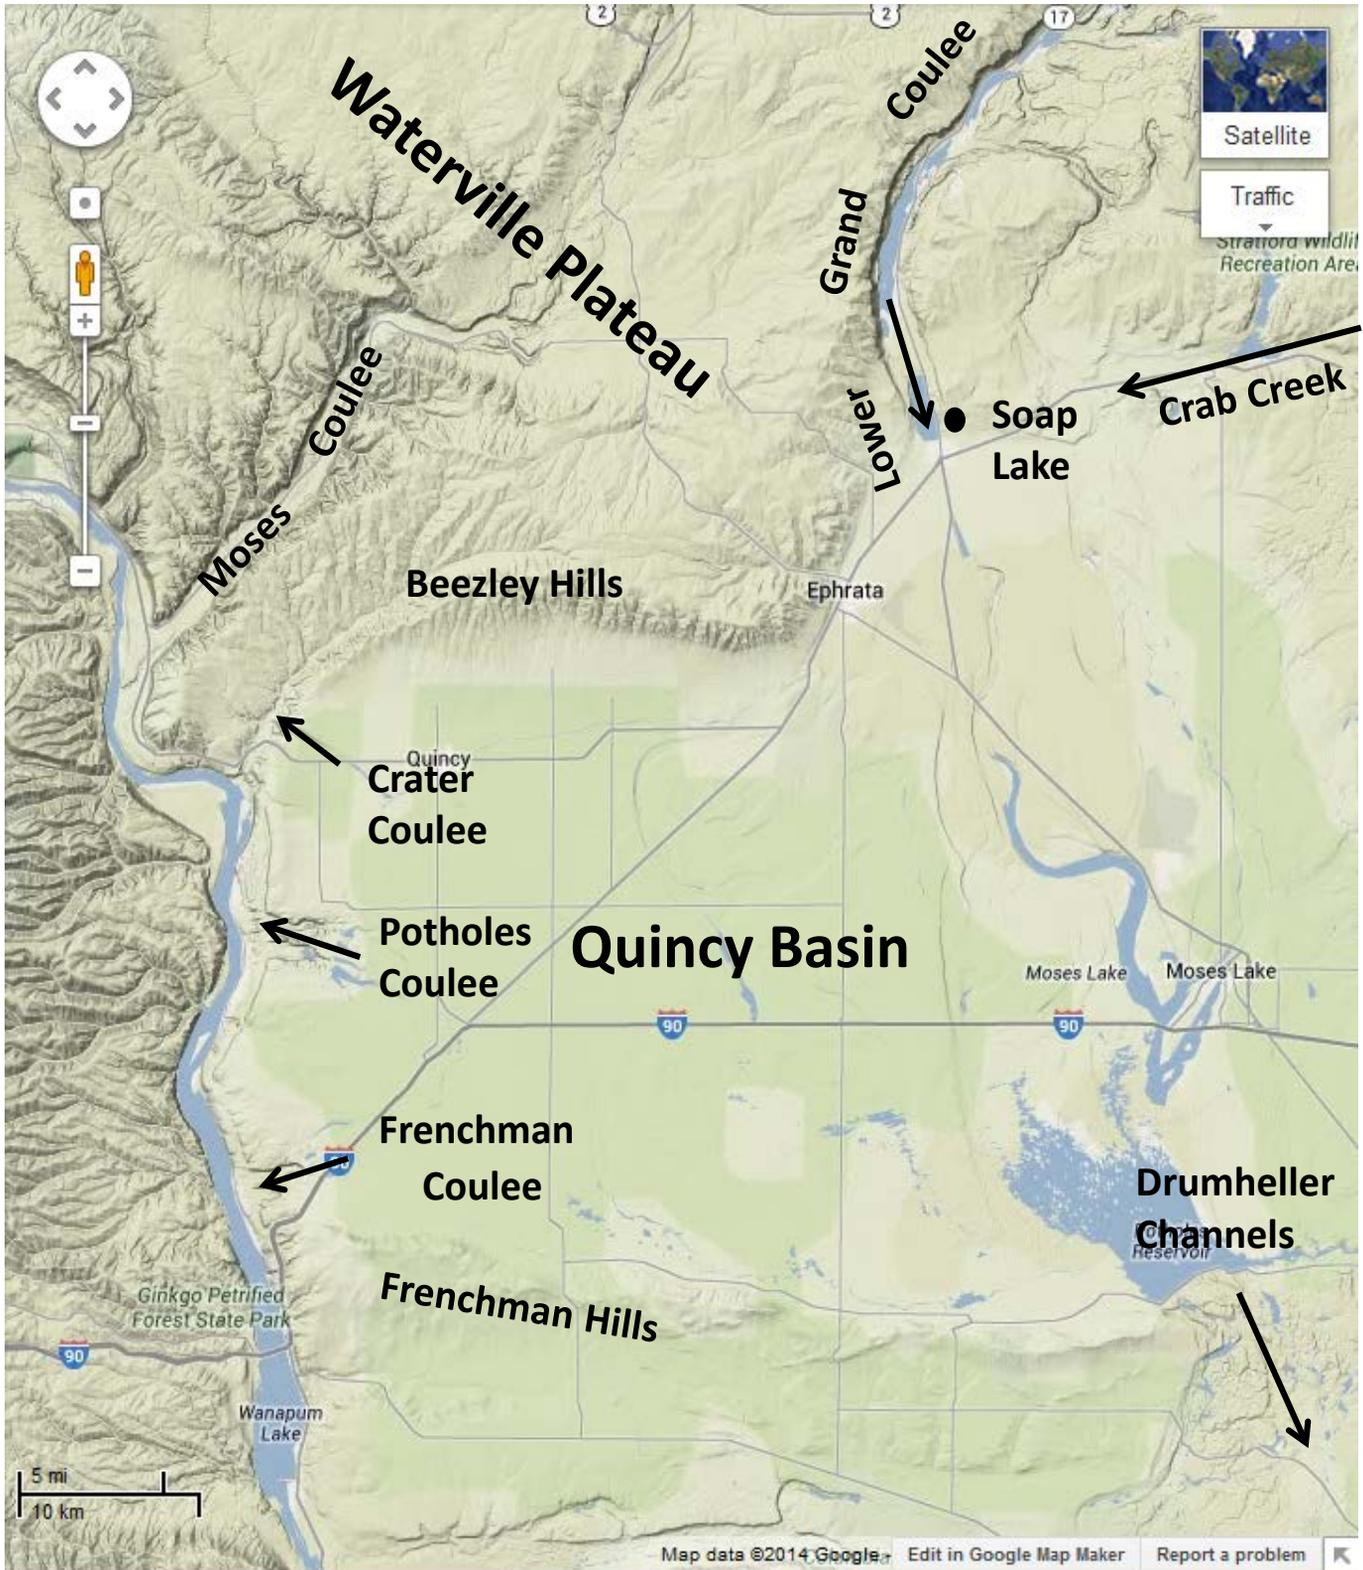 2
2
17
Coulee
Satellite
Waterville Plateau
Traffic
Grand
Stratford Wildlif
Recreation Area
Coulee
Lower
Crab Creek
Soap
Lake
Moses
Beezley Hills
Ephrata
Quincy
Crater
Coulee
Potholes
Coulee
Quincy Basin
Moses Lake
Moses Lake
90
90
Frenchman
Coulee
90
Drumheller
Channels
Potholes
Reservoir
Ginkgo Petrified
Forest State Park
Frenchman Hills
90
Wanapum
Lake
5 mi
10 km
Map data ©2014 Google - Edit in Google Map Maker Report a problem